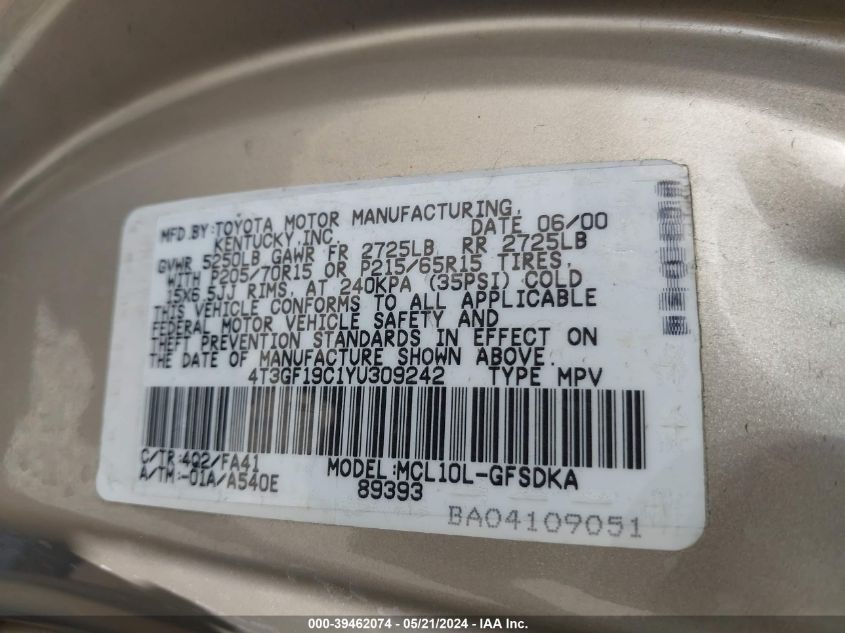 MFD.BY:TOYOTA MOTOR MANUFACTURING,
KENTUCKY,INC. DATE 06/00
GVWR 5250LB GAWR FR 2725LB RR 2725LB
WITH P205/70R15 OR P215/65R15 TIRES,
15X6.5JJ RIMS, AT 240KPA (35PSI) COLD
THIS VEHICLE CONFORMS TO ALL APPLICABLE
FEDERAL MOTOR VEHICLE SAFETY AND
THEFT PREVENTION STANDARDS IN EFFECT ON
THE DATE OF MANUFACTURE SHOWN ABOVE.
4T3GF19C1YU309242 TYPE MPV
C/TR:4Q2/FA41 MODEL:MCL10L-GFSDKA
A/TM:-01A/A540E 89393
BA04109051
000-39462074 / 05/21/2024 — IAA Inc.